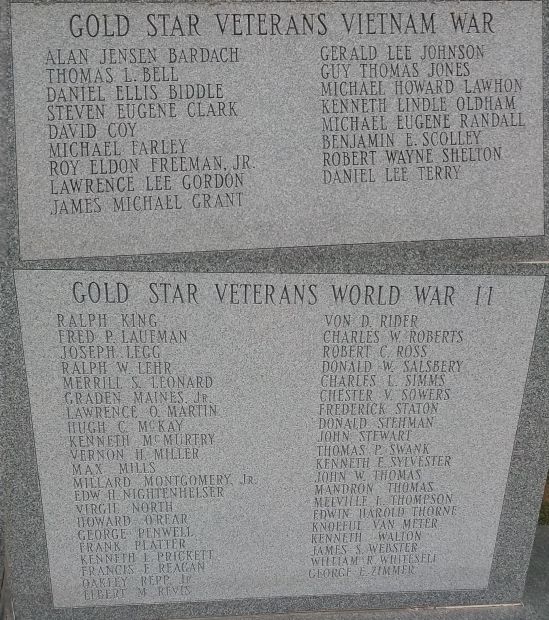 GOLD STAR VETERANS VIETNAM WAR
ALAN JENSEN BARDACH
THOMAS L. BELL
DANIEL ELLIS BIDDLE
STEVEN EUGENE CLARK
DAVID COY
MICHAEL FARLEY
ROY ELDON FREEMAN, JR.
LAWRENCE LEE GORDON
JAMES MICHAEL GRANT
GERALD LEE JOHNSON
GUY THOMAS JONES
MICHAEL HOWARD LAWHON
KENNETH LINDLE OLDHAM
MICHAEL EUGENE RANDALL
BENJAMIN E. SCOLLEY
ROBERT WAYNE SHELTON
DANIEL LEE TERRY
GOLD STAR VETERANS WORLD WAR II
RALPH KING
FRED P. LAUFMAN
JOSEPH LEGG
RALPH W. LEHR
MERRILL S. LEONARD
GRADEN MAINES, Jr.
LAWRENCE O. MARTIN
HUGH C. McKAY
KENNETH McMURTRY
VERNON H. MILLER
MAX MILLS
MILLARD MONTGOMERY, Jr.
EDW. H. NIGHTENHELSER
VIRGIL NORTH
HOWARD O'REAR
GEORGE PENWELL
FRANK PLATTER
KENNETH L. PRICKETT
FRANCIS F. REAGAN
OAKLEY REPP, Jr.
ELBERT M. REVIS
VON D. RIDER
CHARLES W. ROBERTS
ROBERT C. ROSS
DONALD W. SALSBERY
CHARLES L. SIMMS
CHESTER V. SOWERS
FREDERICK STATON
DONALD STEHMAN
JOHN STEWART
THOMAS P. SWANK
KENNETH E. SYLVESTER
JOHN W. THOMAS
MANDRON THOMAS
MELVILLE L. THOMPSON
EDWIN HAROLD THORNE
KNOEFUL VAN METER
KENNETH WALTON
JAMES S. WEBSTER
WILLIAM R. WHITESELL
GEORGE E. ZIMMER